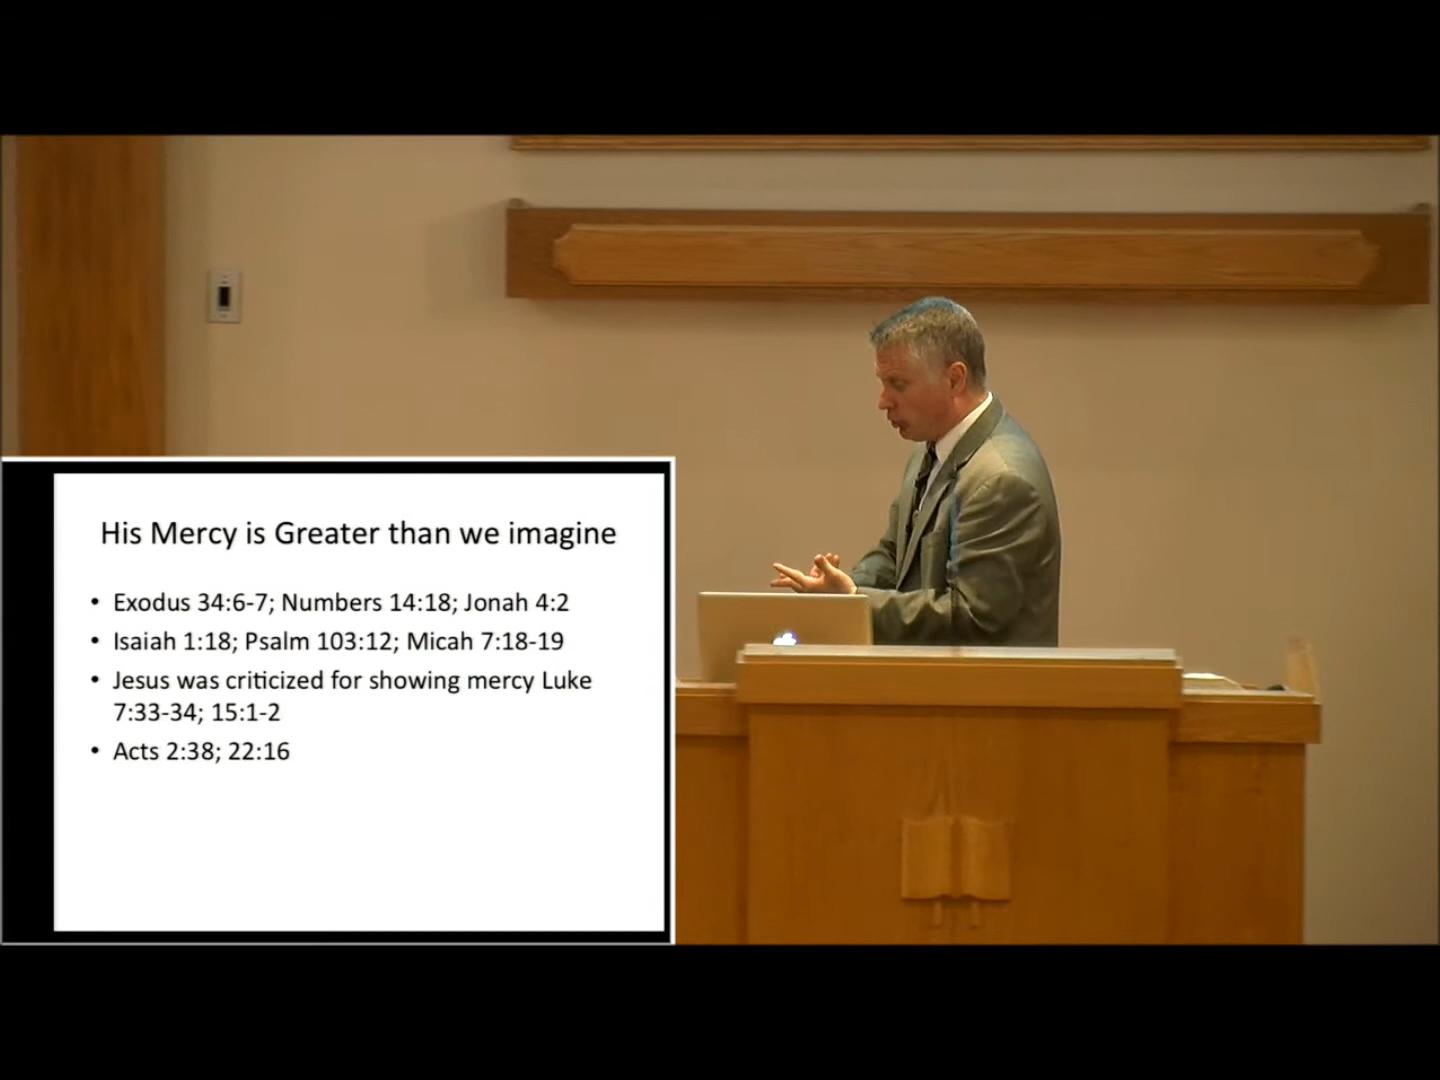 His Mercy is Greater than we imagine
• Exodus 34:6-7; Numbers 14:18; Jonah 4:2
• Isaiah 1:18; Psalm 103:12; Micah 7:18-19
• Jesus was criticized for showing mercy Luke
7:33-34; 15:1-2
• Acts 2:38; 22:16